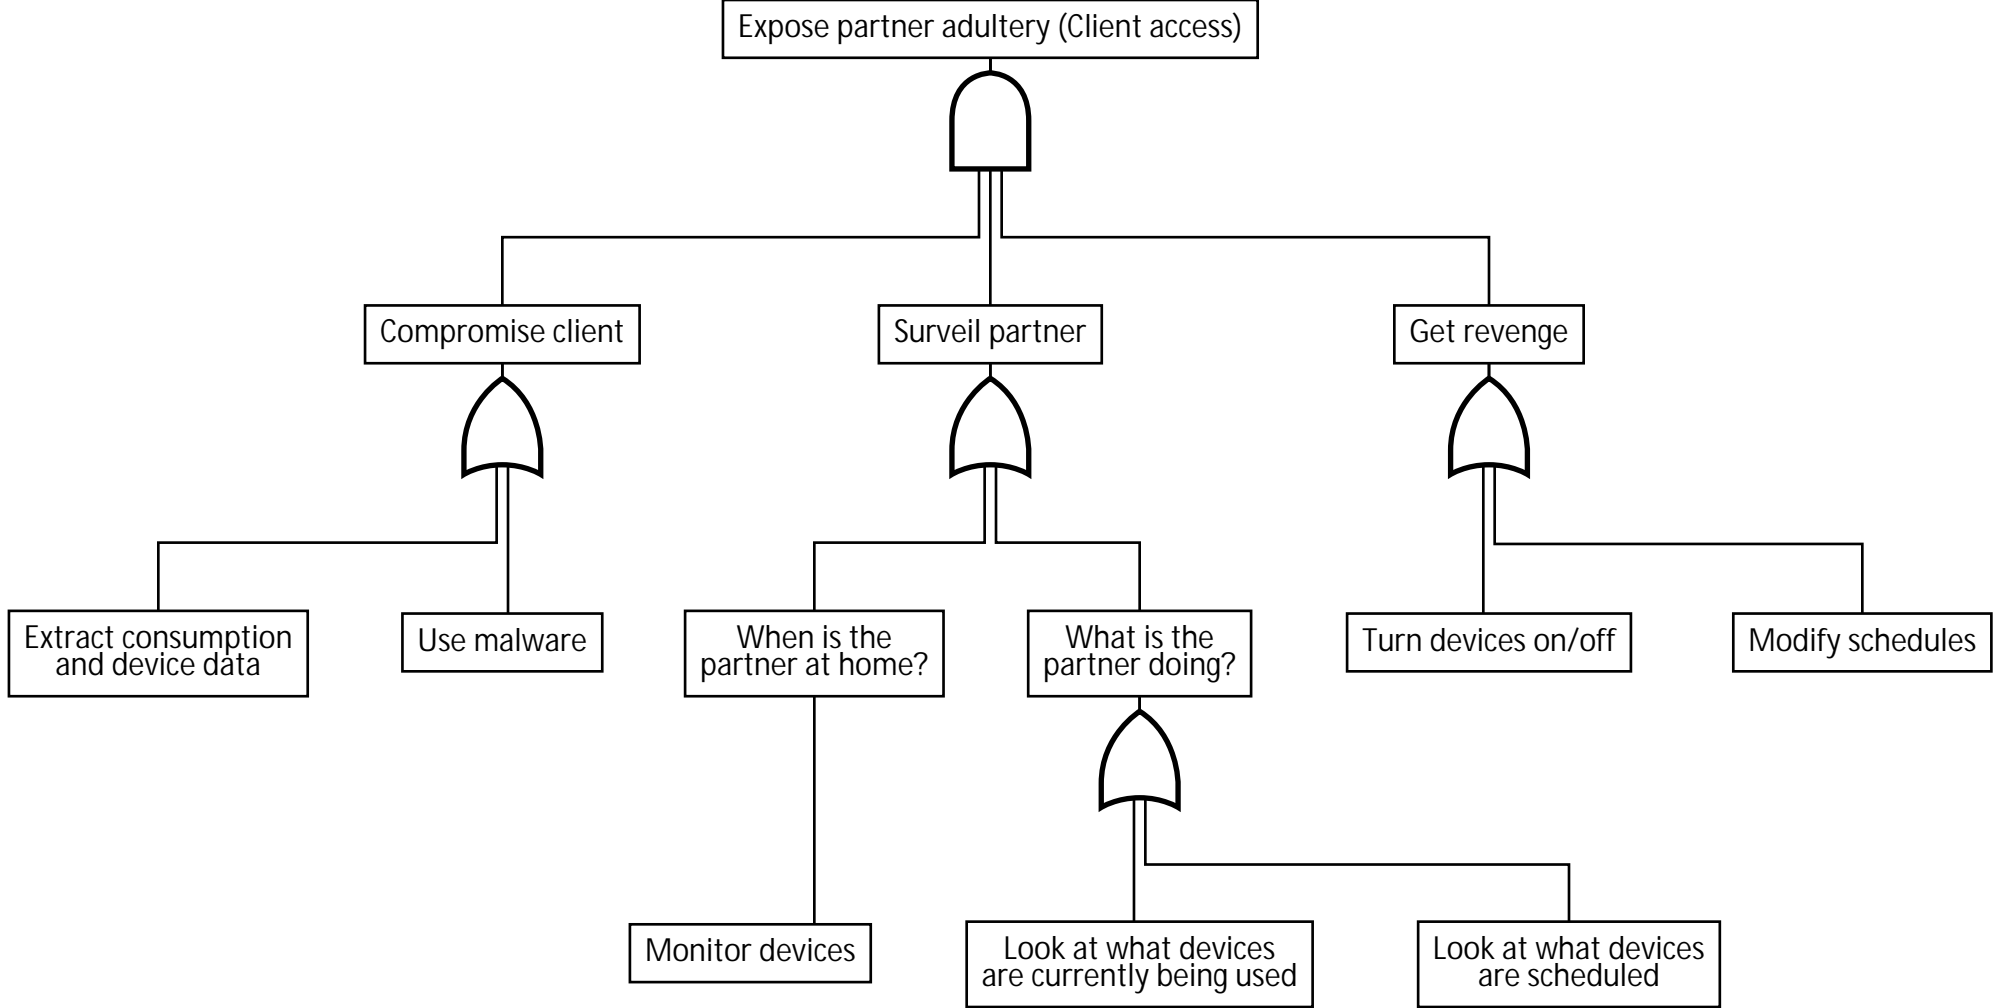 Expose partner adultery (Client access)
Compromise client
Surveil partner
Get revenge
Extract consumption
and device data
Use malware
When is the
partner at home?
What is the
partner doing?
Turn devices on/off
Modify schedules
Monitor devices
Look at what devices
are currently being used
Look at what devices
are scheduled